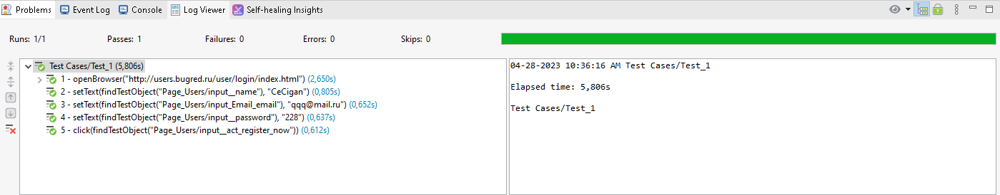 Problems Event Log Console Log Viewer Self-healing Insights
Runs: 1/1 Passes: 1 Failures: 0 Errors: 0 Skips: 0
Test Cases/Test_1 (5,806s)
1 - openBrowser("http://users.bugred.ru/user/login/index.html") (2,650s)
2 - setText(findTestObject("Page_Users/input__name"), "CeCigan") (0,805s)
3 - setText(findTestObject("Page_Users/input_Email_email"), "qqq@mail.ru") (0,652s)
4 - setText(findTestObject("Page_Users/input__password"), "228") (0,637s)
5 - click(findTestObject("Page_Users/input__act_register_now")) (0,612s)
04-28-2023 10:36:16 AM Test Cases/Test_1
Elapsed time: 5,806s
Test Cases/Test_1